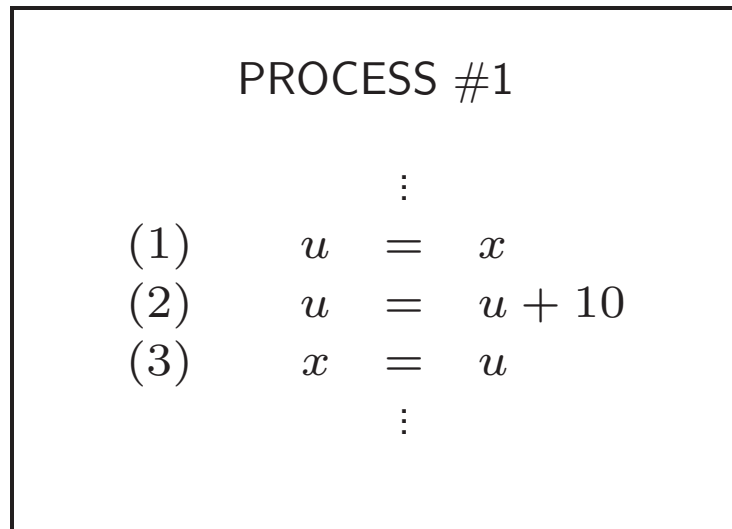 PROCESS #1
⋮
(1) u = x
(2) u = u + 10
(3) x = u
⋮